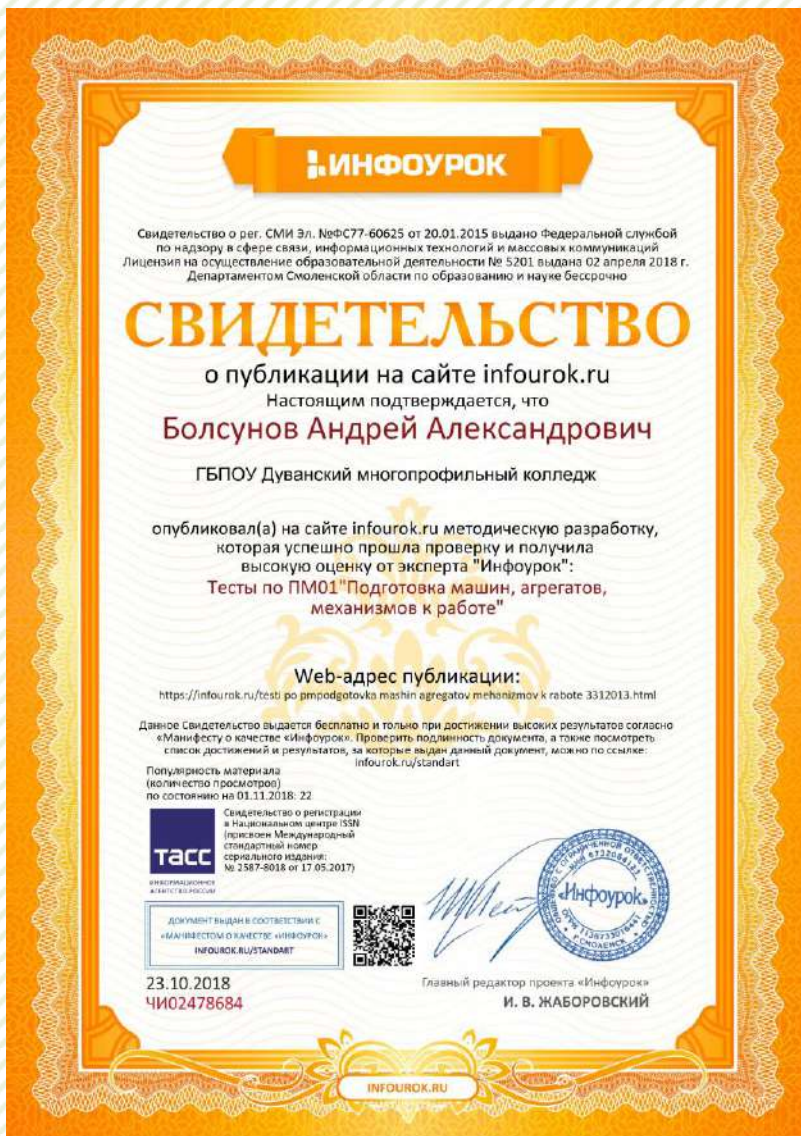 ИНФОУРОК
Свидетельство о рег. СМИ Эл. №ФС77-60625 от 20.01.2015 выдано Федеральной службой
по надзору в сфере связи, информационных технологий и массовых коммуникаций
Лицензия на осуществление образовательной деятельности № 5201 выдана 02 апреля 2018 г.
Департаментом Смоленской области по образованию и науке бессрочно
СВИДЕТЕЛЬСТВО
о публикации на сайте infourok.ru
Настоящим подтверждается, что
Болсунов Андрей Александрович
ГБПОУ Дуванский многопрофильный колледж
опубликовал(а) на сайте infourok.ru методическую разработку,
которая успешно прошла проверку и получила
высокую оценку от эксперта "Инфоурок":
Тесты по ПМ01"Подготовка машин, агрегатов,
механизмов к работе"
Web-адрес публикации:
https://infourok.ru/testi po pmpodgotovka mashin agregatov mehanizmov k rabote 3312013.html
Данное Свидетельство выдается бесплатно и только при достижении высоких результатов согласно
«Манифесту о качестве «Инфоурок». Проверить подлинность документа, а также посмотреть
список достижений и результатов, за которые выдан данный документ, можно по ссылке:
infourok.ru/standart
Популярность материала
(количество просмотров)
по состоянию на 01.11.2018: 22
Свидетельство о регистрации
в Национальном центре ISSN
(присвоен Международный
стандартный номер
сериального издания:
№ 2587-8018 от 17.05.2017)
ТАСС
ИНФОРМАЦИОННОЕ
АГЕНТСТВО РОССИИ
ДОКУМЕНТ ВЫДАН В СООТВЕТСТВИИ С
«МАНИФЕСТОМ О КАЧЕСТВЕ «ИНФОУРОК»
INFOUROK.RU/STANDART
«Инфоурок»
23.10.2018
ЧИ02478684
Главный редактор проекта «Инфоурок»
И. В. ЖАБОРОВСКИЙ
INFOUROK.RU